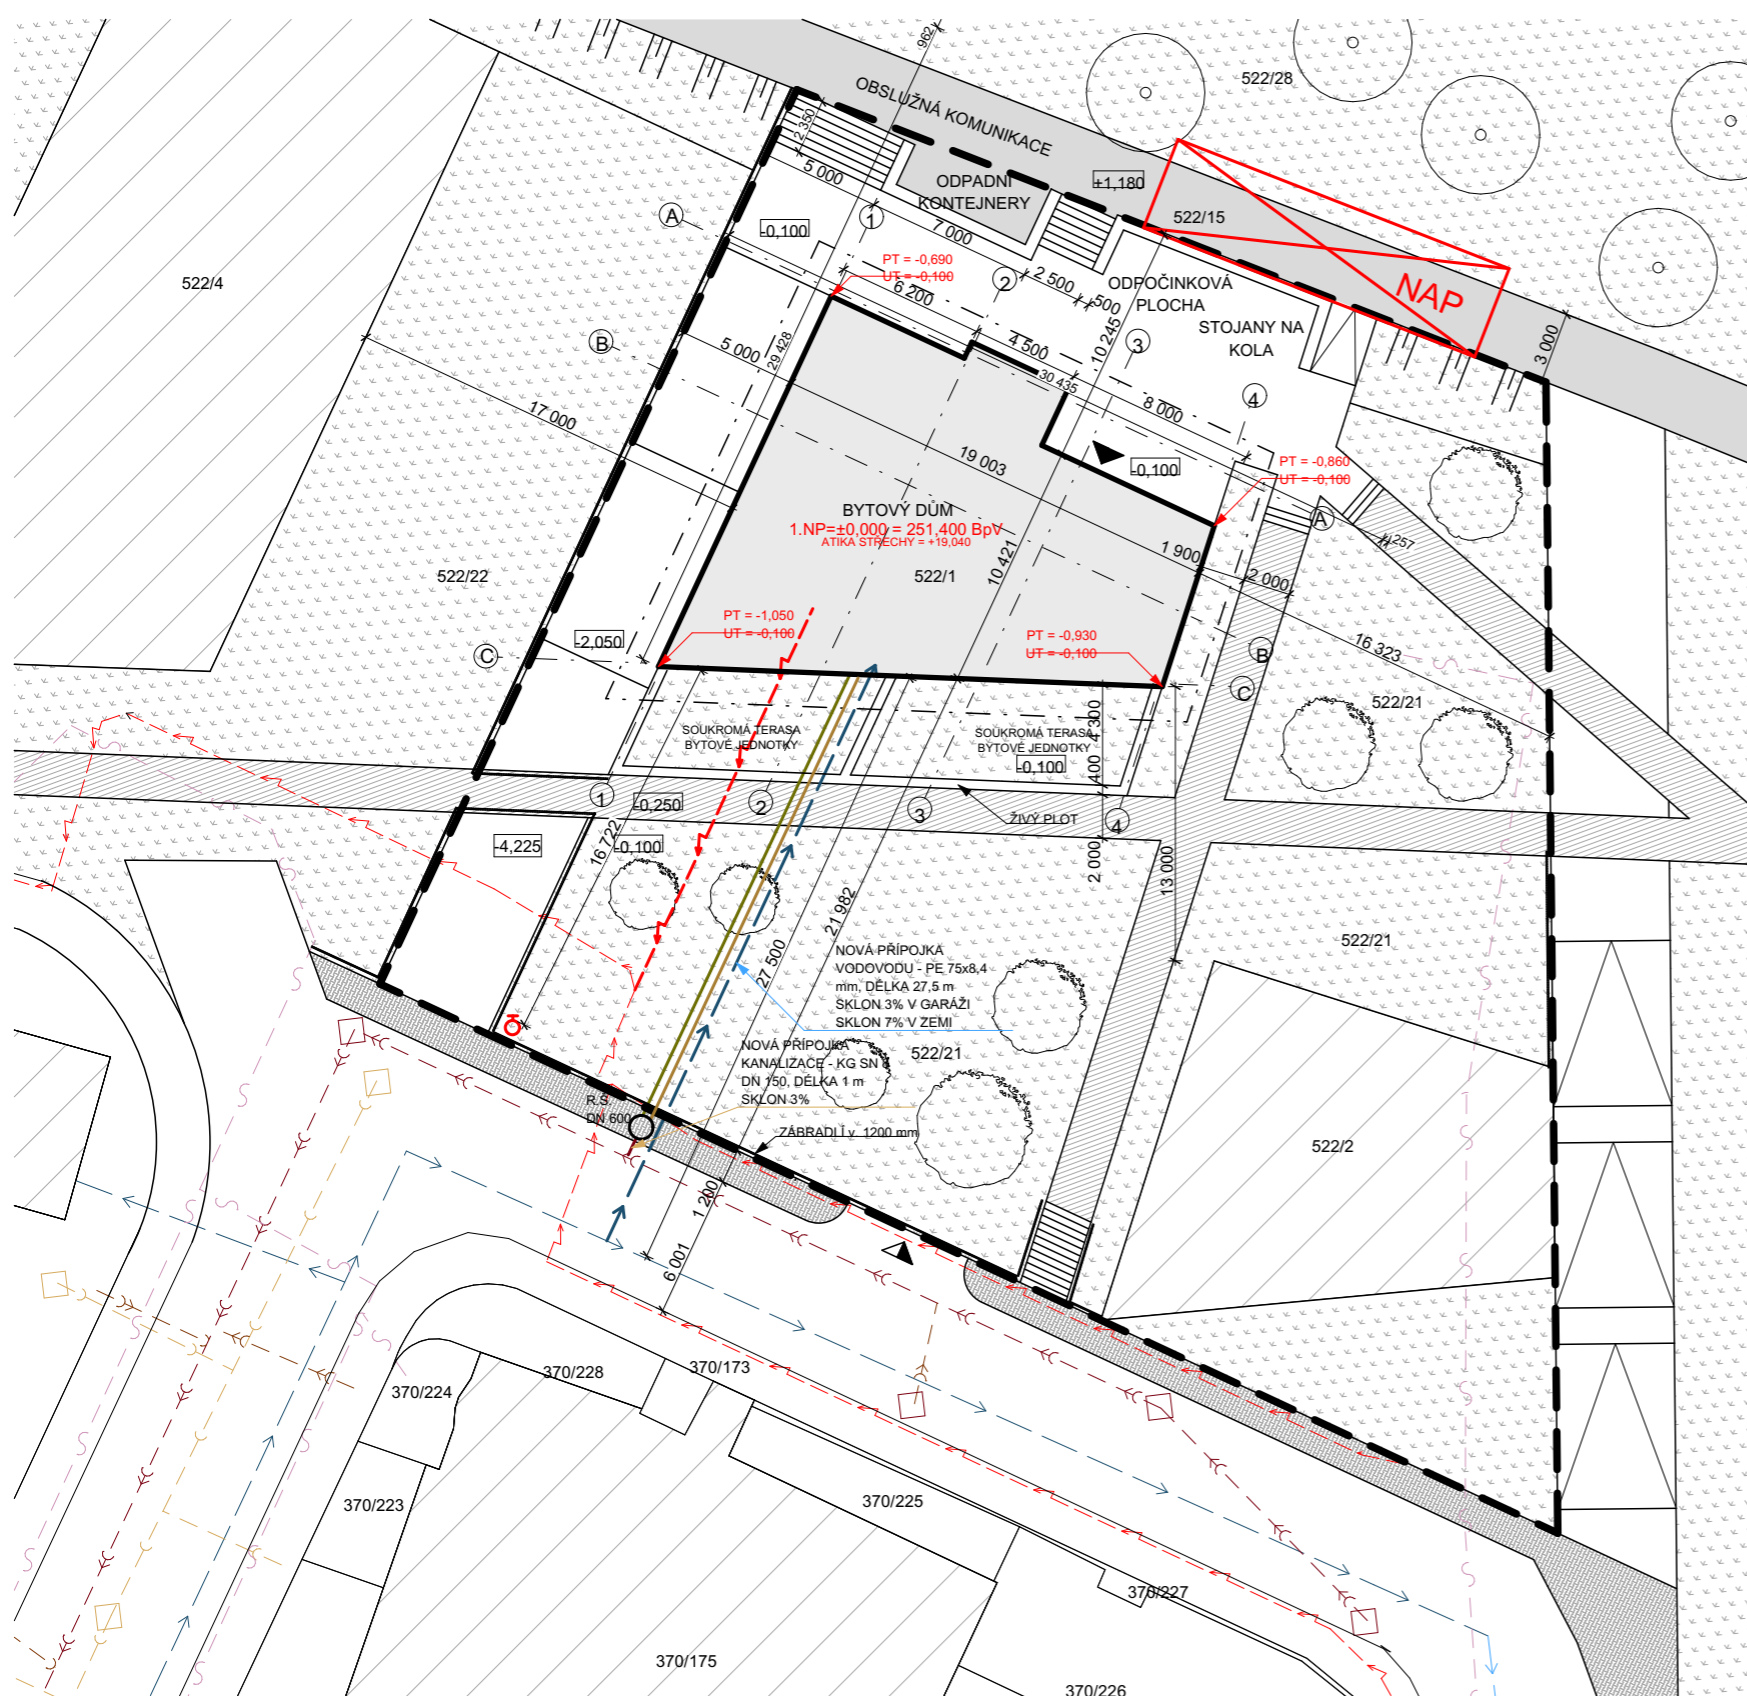 962
522/28
OBSLUŽNÁ KOMUNIKACE
2 350
5 000
ODPADNÍ
KONTEJNERY
+1,180
522/15
A
1
-0,100
7 000
PT = -0,690
UT = -0,100
2
2 500
500
ODPOČINKOVÁ
PLOCHA
NAP
522/4
6 200
STOJANY NA
KOLA
3 000
B
5 000
29 428
4 500
10 245
3
30 435
4
17 000
8 000
19 003
-0,100
PT = -0,860
UT = -0,100
BYTOVÝ DŮM
1.NP=±0,000 = 251,400 BpV
ATIKA STŘECHY = +19,040
A
257
10 421
1 900
2 000
522/22
522/1
PT = -1,050
UT = -0,100
PT = -0,930
UT = -0,100
-2,050
C
B
16 323
C
522/21
SOUKROMÁ TERASA
BYTOVÉ JEDNOTKY
SOUKROMÁ TERASA
BYTOVÉ JEDNOTKY
4 300
-0,100
400
1
-0,250
2
3
ŽIVÝ PLOT
4
-4,225
16 722
-0,100
2 000
13 000
21 982
27 500
522/21
NOVÁ PŘÍPOJKA
VODOVODU - PE 75x8,4
mm, DÉLKA 27,5 m
SKLON 3% V GARÁŽI
SKLON 7% V ZEMI
NOVÁ PŘÍPOJKA
KANALIZACE - KG SN
DN 150, DÉLKA 1 m
SKLON 3%
522/21
R.Š.
DN 600
ZÁBRADLÍ v. 1200 mm
522/2
1 200
6 001
370/173
370/228
370/224
370/223
370/225
370/227
370/175
370/226